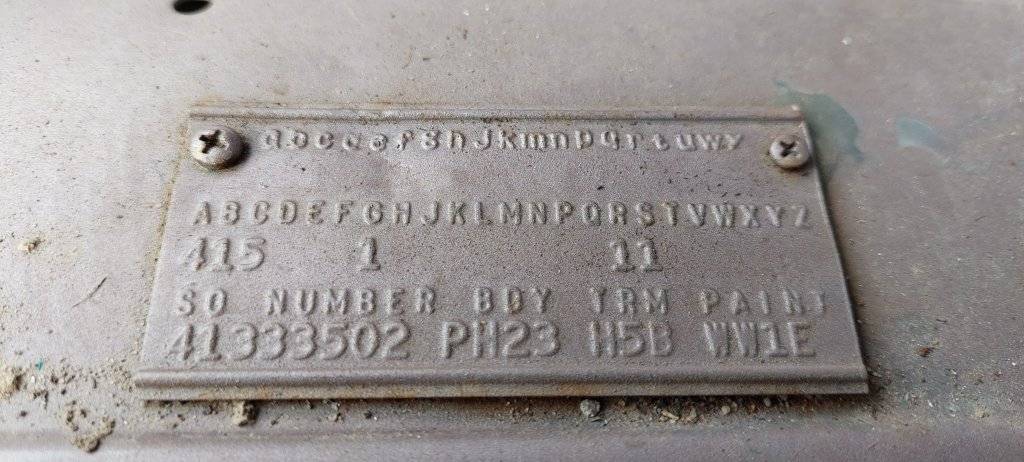 abcdefghJkmnpqrtuwy
ABCDEFGHJKLMNPQRSTVWXYZ
415 1 11
SO NUMBER BDY TRM PAINT
41333502 PH23 H5B WW1E